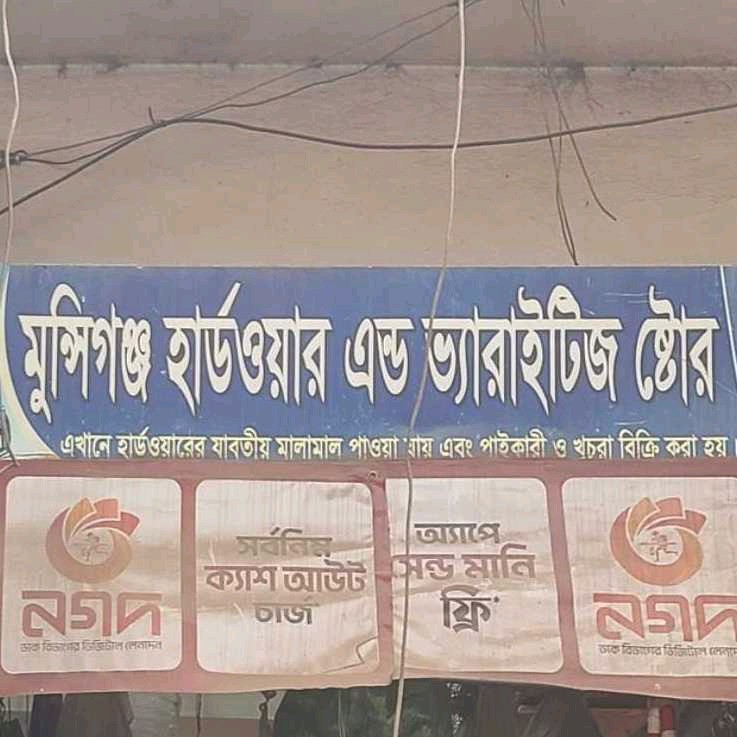 মুন্সিগঞ্জ হার্ডওয়ার এন্ড ভ্যারাইটিজ ষ্টোর
এখানে হার্ডওয়ারের যাবতীয় মালামাল পাওয়া যায় এবং পাইকারী ও খুচরা বিক্রি করা হয়।
নগদ
ডাক বিভাগের ডিজিটাল লেনদেন
সর্বনিম্ন
ক্যাশ আউট
চার্জ
অ্যাপে
সেন্ড মানি
ফ্রি*
নগদ
ডাক বিভাগের ডিজিটাল লেনদেন